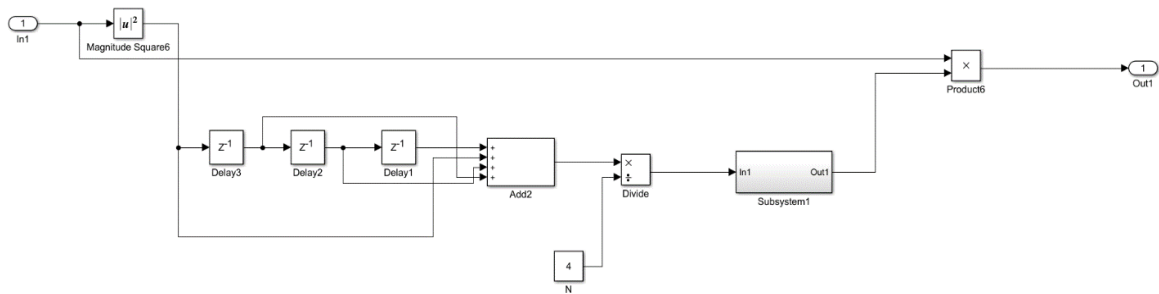 1
In1
|u|²
Magnitude Square6
×
Product6
1
Out1
Z-1
Delay3
Z-1
Delay2
Z-1
Delay1
+
+
+
+
Add2
×
÷
Divide
In1 Out1
Subsystem1
4
N